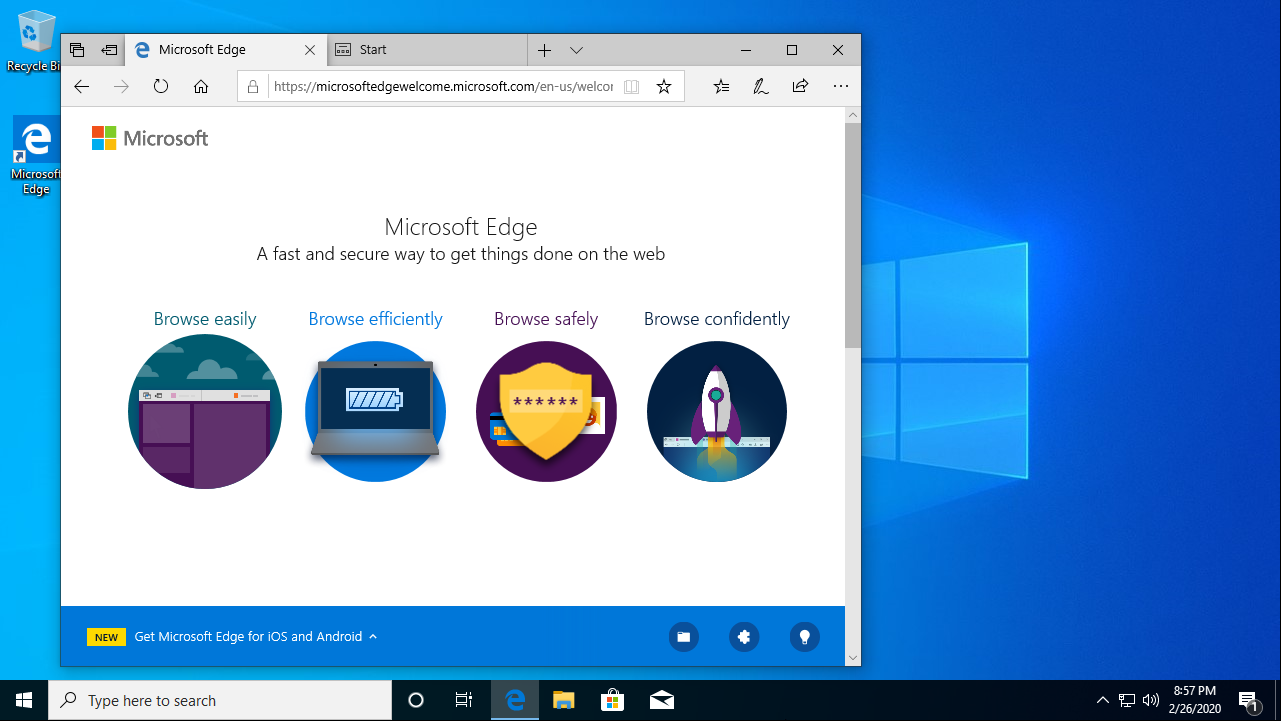 Recycle Bi
Microsoft
Edge
Microsoft Edge
Start
https://microsoftedgewelcome.microsoft.com/en-us/welcor
Microsoft
Microsoft Edge
A fast and secure way to get things done on the web
Browse easily
Browse efficiently
Browse safely
Browse confidently
******
NEW Get Microsoft Edge for iOS and Android
Type here to search
8:57 PM
2/26/2020
1